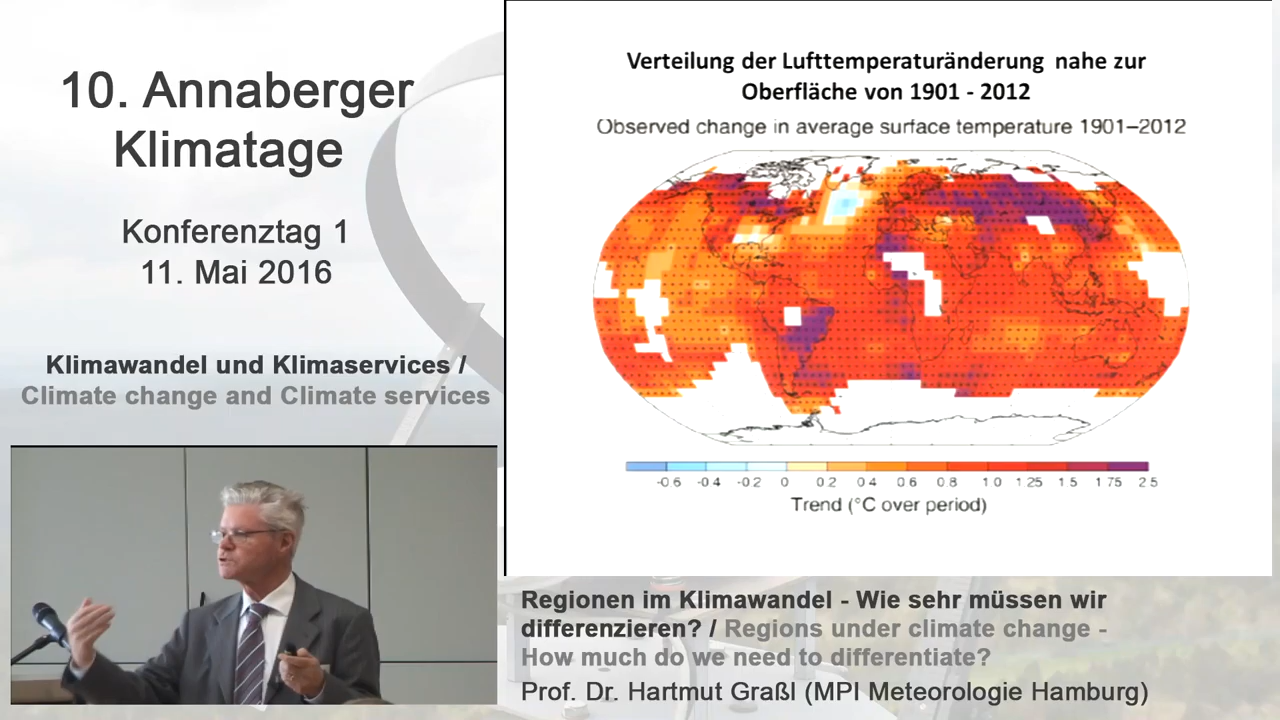 10. Annaberger
Klimatage
Konferenztag 1
11. Mai 2016
Klimawandel und Klimaservices /
Climate change and Climate services
Verteilung der Lufttemperaturänderung nahe zur
Oberfläche von 1901 - 2012
Observed change in average surface temperature 1901–2012
-0.6 -0.4 -0.2 0 0.2 0.4 0.6 0.8 1.0 1.25 1.5 1.75 2.5
Trend (°C over period)
Regionen im Klimawandel - Wie sehr müssen wir
differenzieren? / Regions under climate change -
How much do we need to differentiate?
Prof. Dr. Hartmut Graßl (MPI Meteorologie Hamburg)